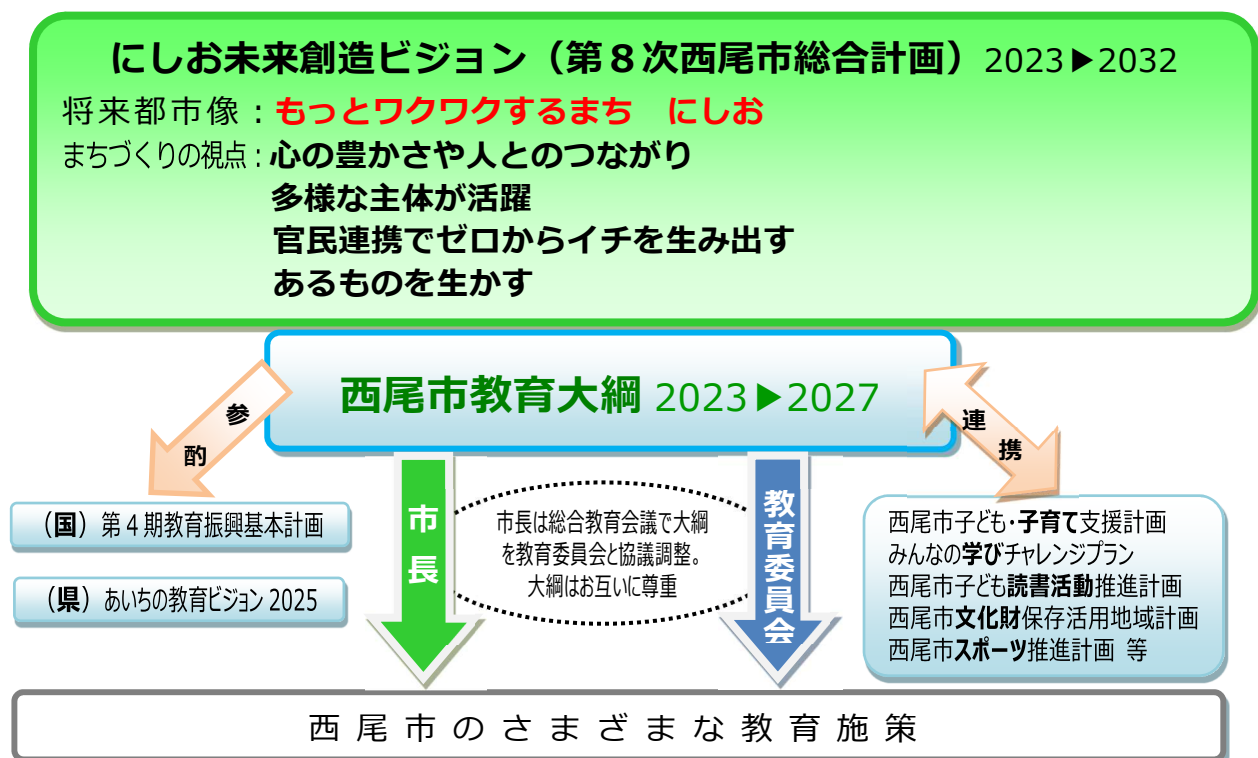 にしお未来創造ビジョン（第８次西尾市総合計画）2023▶2032
将来都市像：もっとワクワクするまち　にしお
まちづくりの視点：心の豊かさや人とのつながり
多様な主体が活躍
官民連携でゼロからイチを生み出す
あるものを生かす
西尾市教育大綱 2023▶2027
参酌
連携
（国）第４期教育振興基本計画
（県）あいちの教育ビジョン 2025
市長
市長は総合教育会議で大綱
を教育委員会と協議調整。
大綱はお互いに尊重
教育委員会
西尾市子ども・子育て支援計画
みんなの学びチャレンジプラン
西尾市子ども読書活動推進計画
西尾市文化財保存活用地域計画
西尾市スポーツ推進計画 等
西尾市のさまざまな教育施策